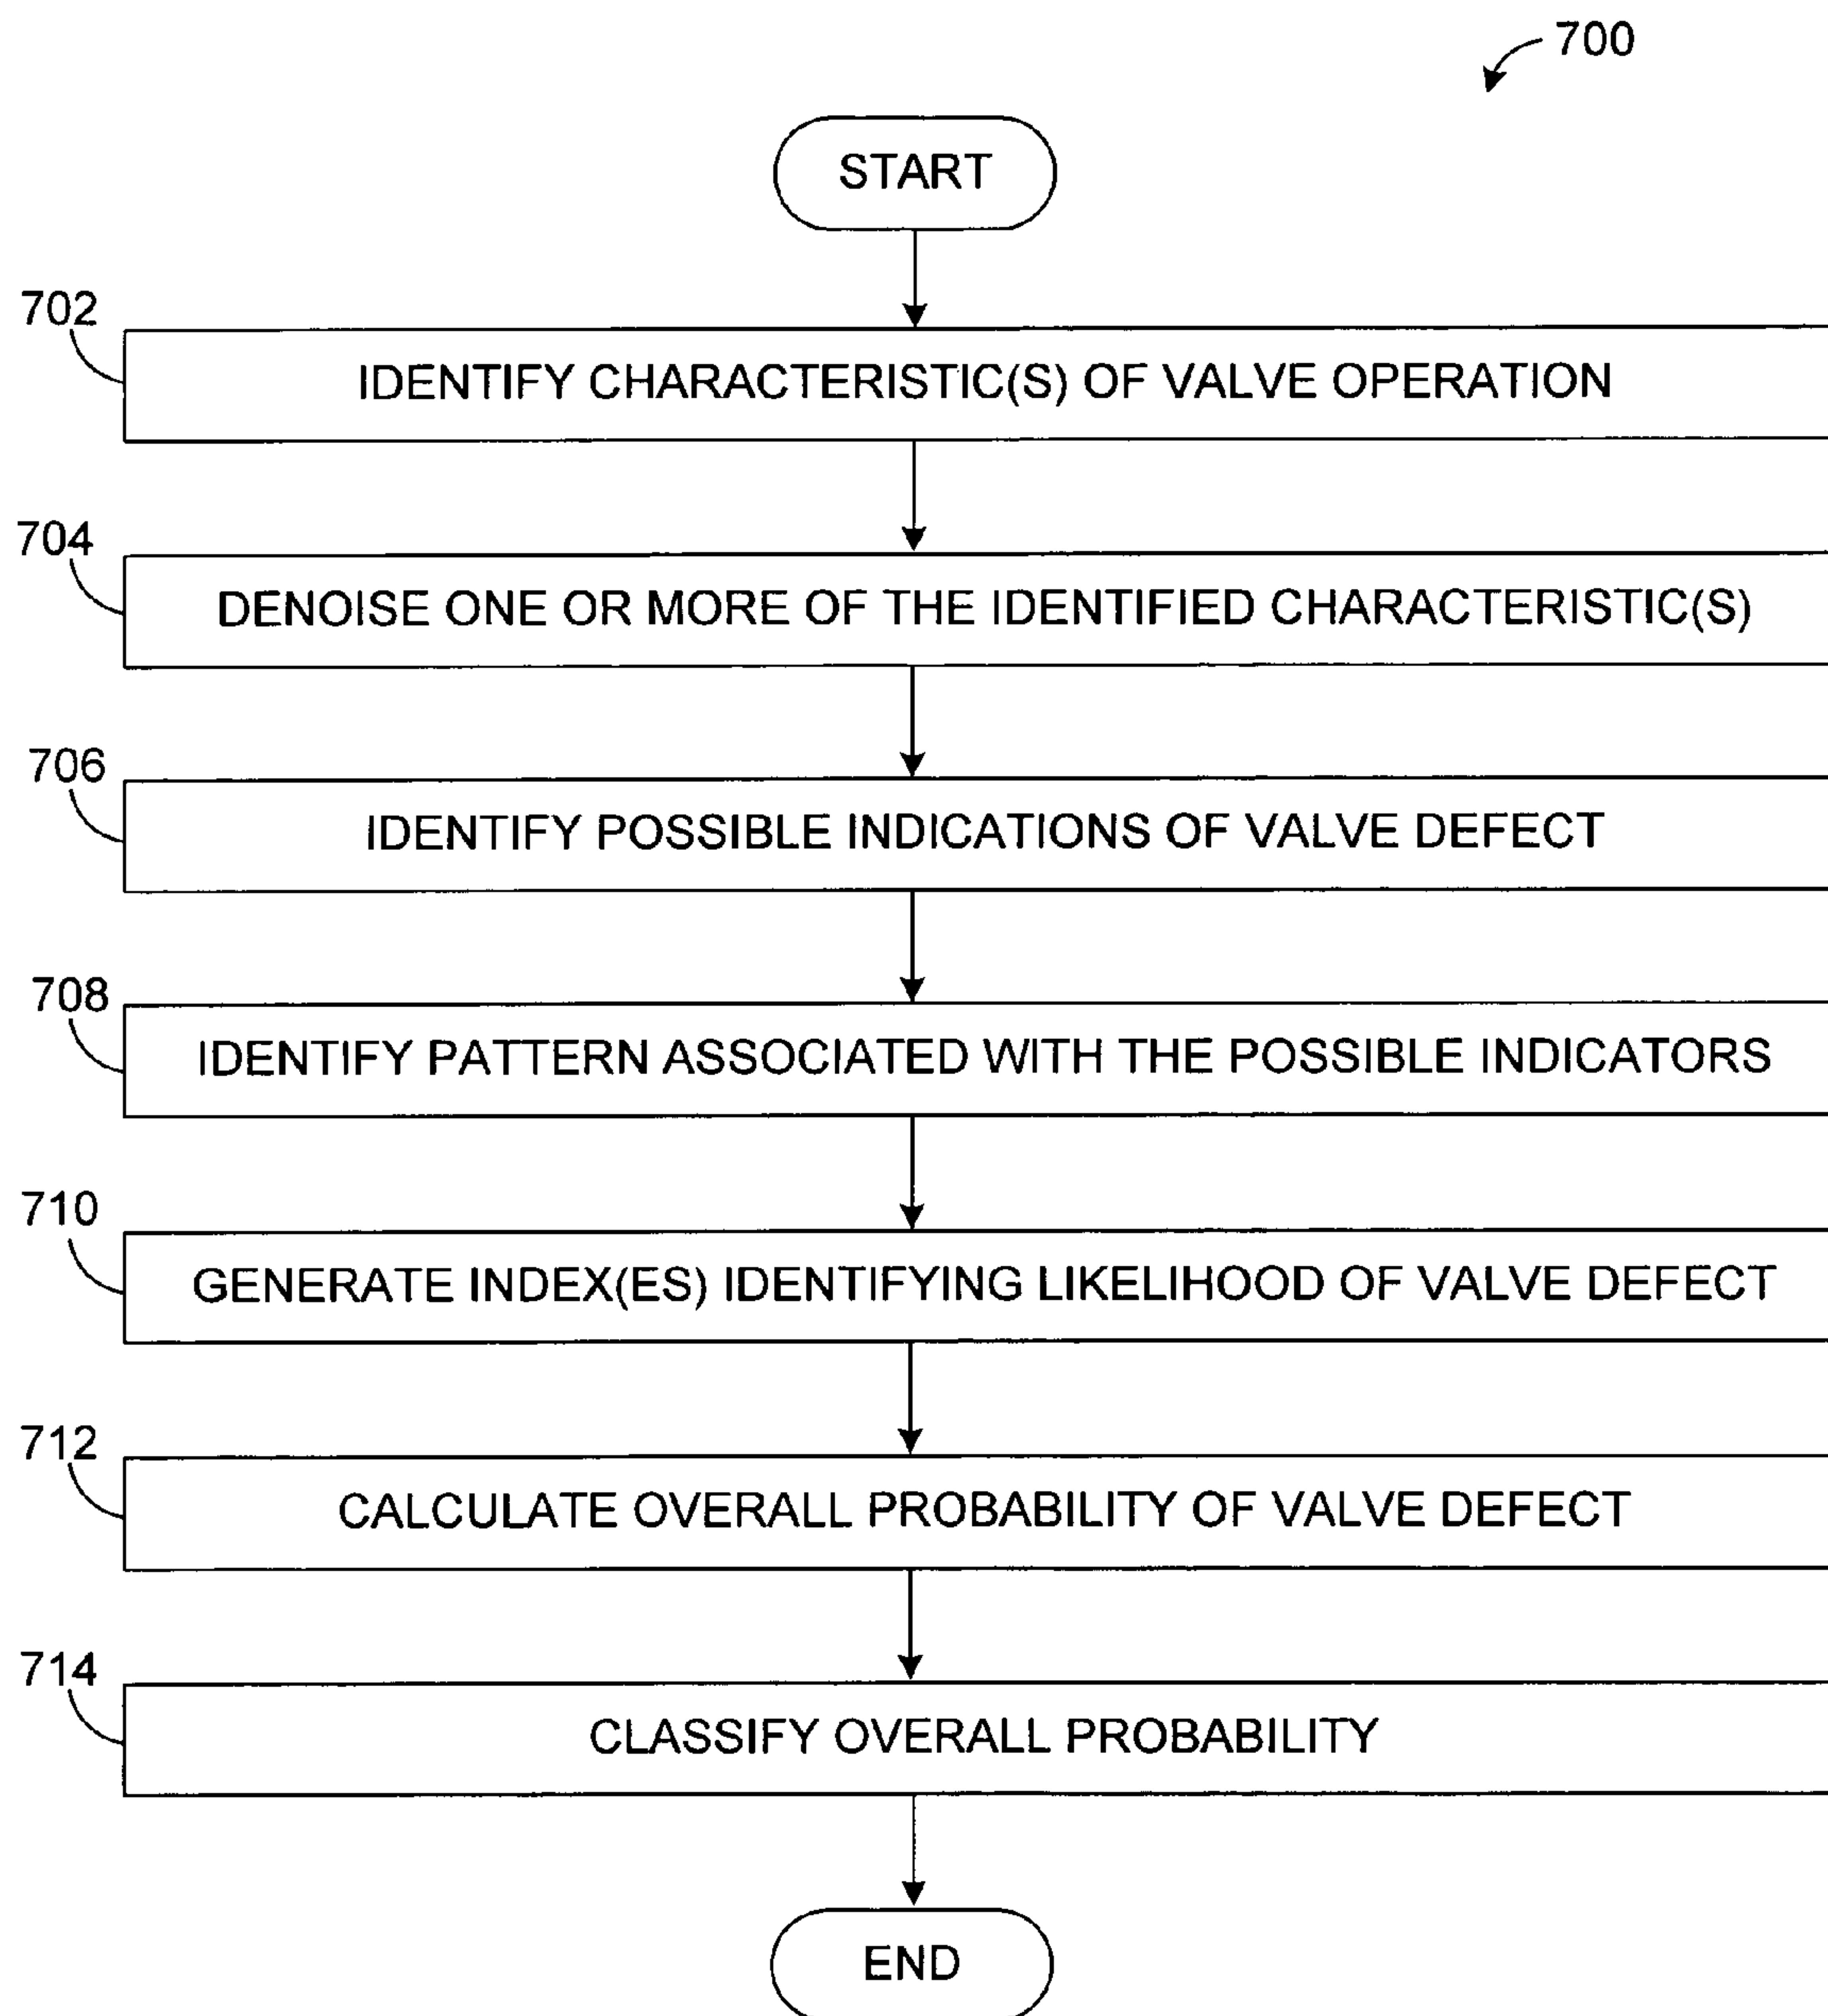 700
START
702
IDENTIFY CHARACTERISTIC(S) OF VALVE OPERATION
704
DENOISE ONE OR MORE OF THE IDENTIFIED CHARACTERISTIC(S)
706
IDENTIFY POSSIBLE INDICATIONS OF VALVE DEFECT
708
IDENTIFY PATTERN ASSOCIATED WITH THE POSSIBLE INDICATORS
710
GENERATE INDEX(ES) IDENTIFYING LIKELIHOOD OF VALVE DEFECT
712
CALCULATE OVERALL PROBABILITY OF VALVE DEFECT
714
CLASSIFY OVERALL PROBABILITY
END